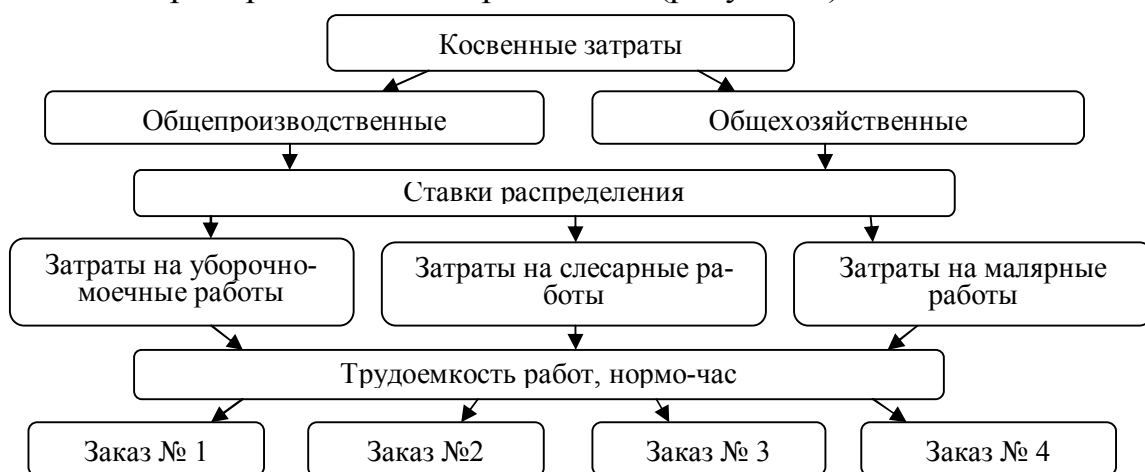 Косвенные затраты
Общепроизводственные
Общехозяйственные
Ставки распределения
Затраты на уборочно-
моечные работы
Затраты на слесарные ра-
боты
Затраты на малярные
работы
Трудоемкость работ, нормо-час
Заказ № 1
Заказ №2
Заказ № 3
Заказ № 4